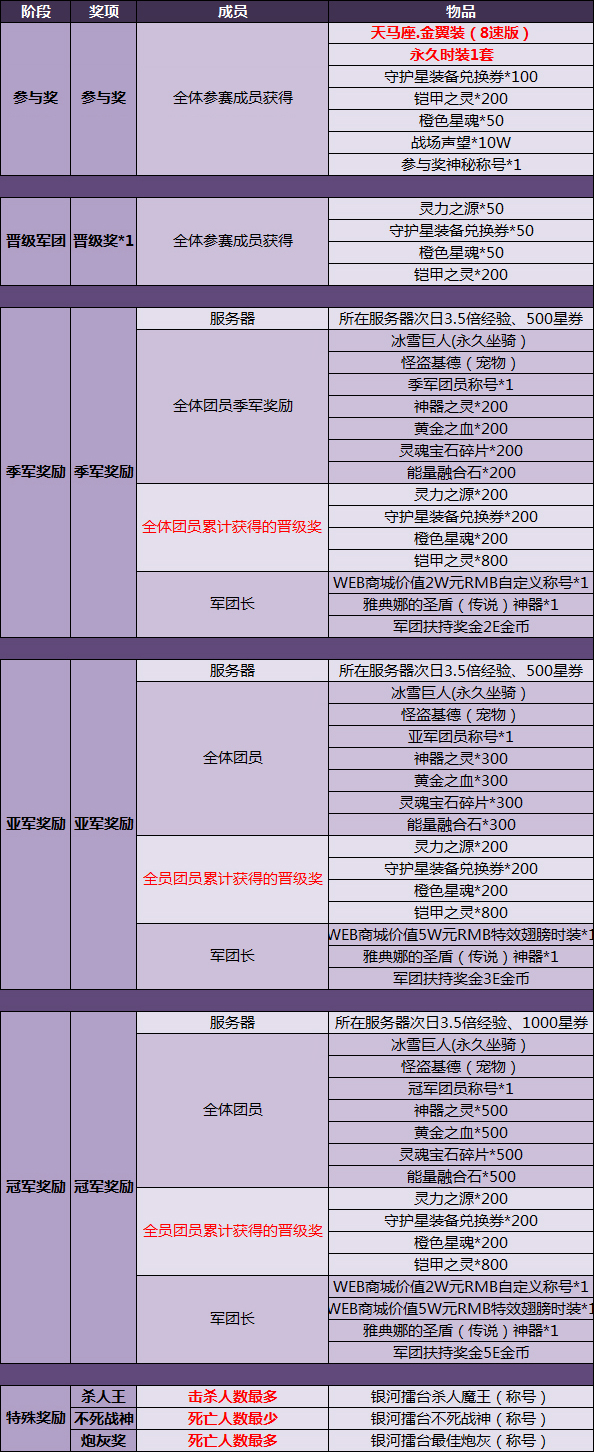 阶段 奖项 成员 物品
参与奖 参与奖 全体参赛成员获得
天马座.金翼装（8速版）
永久时装1套
守护星装备兑换券*100
铠甲之灵*200
橙色星魂*50
战场声望*10W
参与奖神秘称号*1
晋级军团 晋级奖*1 全体参赛成员获得
灵力之源*50
守护星装备兑换券*50
橙色星魂*50
铠甲之灵*200
季军奖励 季军奖励
服务器 所在服务器次日3.5倍经验、500星券
全体团员季军奖励
冰雪巨人(永久坐骑）
怪盗基德（宠物）
季军团员称号*1
神器之灵*200
黄金之血*200
灵魂宝石碎片*200
能量融合石*200
全体团员累计获得的晋级奖
灵力之源*200
守护星装备兑换券*200
橙色星魂*200
铠甲之灵*800
军团长
WEB商城价值2W元RMB自定义称号*1
雅典娜的圣盾（传说）神器*1
军团扶持奖金2E金币
亚军奖励 亚军奖励
服务器 所在服务器次日3.5倍经验、500星券
全体团员
冰雪巨人(永久坐骑）
怪盗基德（宠物）
亚军团员称号*1
神器之灵*300
黄金之血*300
灵魂宝石碎片*300
能量融合石*300
全员团员累计获得的晋级奖
灵力之源*200
守护星装备兑换券*200
橙色星魂*200
铠甲之灵*800
军团长
WEB商城价值5W元RMB特效翅膀时装*1
雅典娜的圣盾（传说）神器*1
军团扶持奖金3E金币
冠军奖励 冠军奖励
服务器 所在服务器次日3.5倍经验、1000星券
全体团员
冰雪巨人(永久坐骑）
怪盗基德（宠物）
冠军团员称号*1
神器之灵*500
黄金之血*500
灵魂宝石碎片*500
能量融合石*500
全员团员累计获得的晋级奖
灵力之源*200
守护星装备兑换券*200
橙色星魂*200
铠甲之灵*800
军团长
WEB商城价值2W元RMB自定义称号*1
WEB商城价值5W元RMB特效翅膀时装*1
雅典娜的圣盾（传说）神器*1
军团扶持奖金5E金币
特殊奖励
杀人王 击杀人数最多 银河擂台杀人魔王（称号）
不死战神 死亡人数最少 银河擂台不死战神（称号）
炮灰奖 死亡人数最多 银河擂台最佳炮灰（称号）